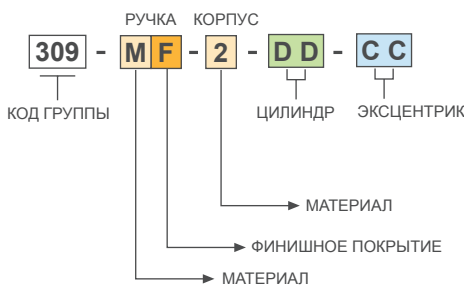 РУЧКА КОРПУС
309 - M F - 2 - D D - C C
КОД ГРУППЫ ЦИЛИНДР ЭКСЦЕНТРИК
МАТЕРИАЛ
ФИНИШНОЕ ПОКРЫТИЕ
МАТЕРИАЛ